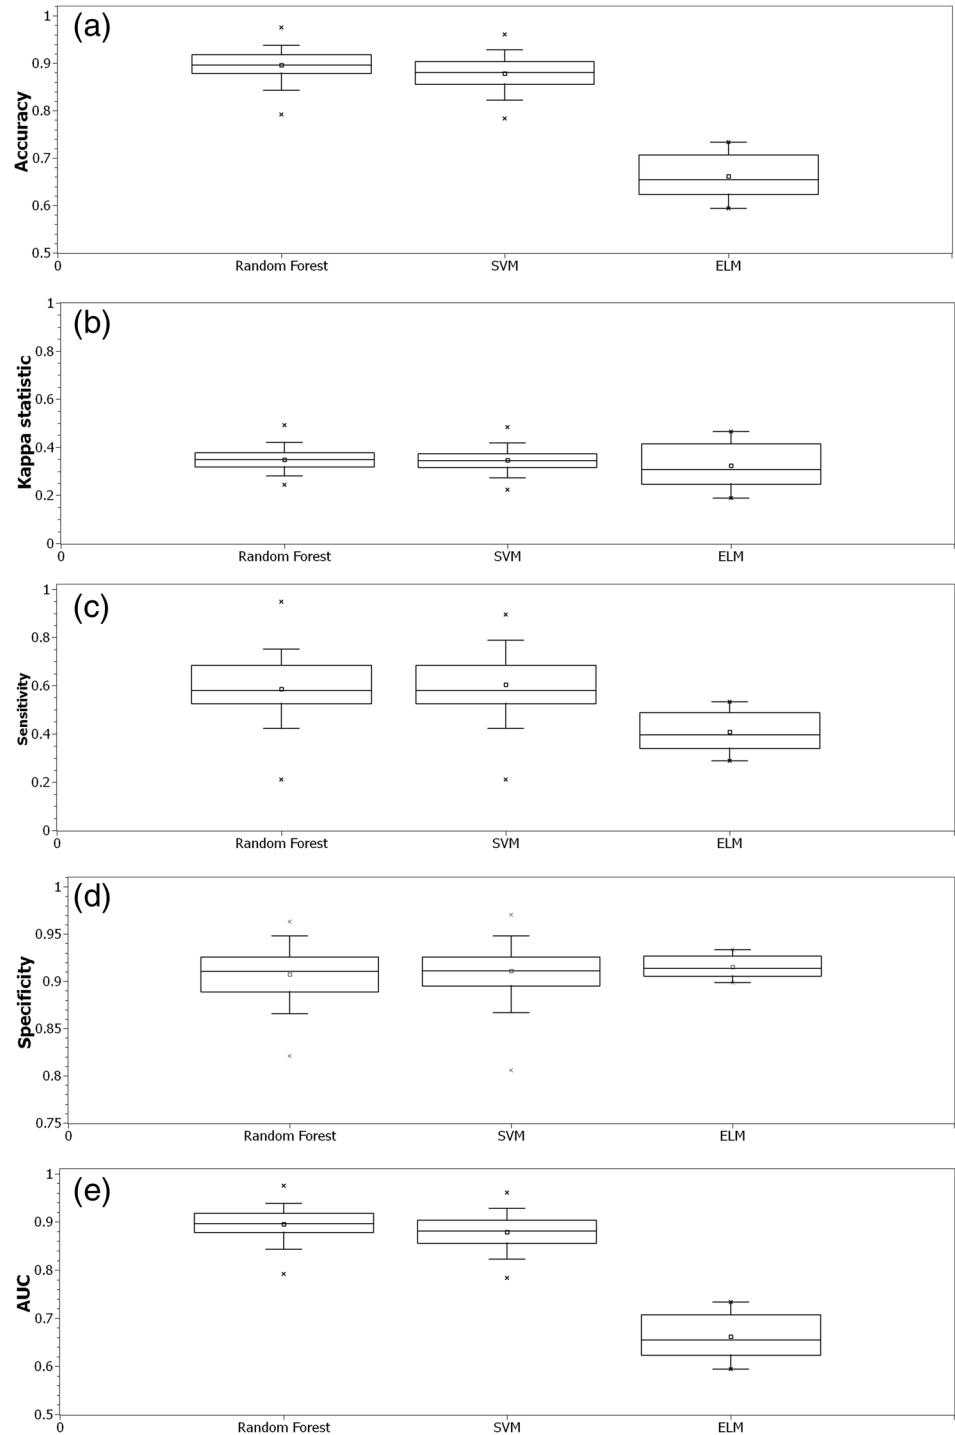 (a)
Accuracy
1
0.9
0.8
0.7
0.6
0.5
0
Random Forest SVM ELM
(b)
Kappa statistic
1
0.8
0.6
0.4
0.2
0
0
Random Forest SVM ELM
(c)
Sensitivity
1
0.8
0.6
0.4
0.2
0
0
Random Forest SVM ELM
(d)
Specificity
1
0.95
0.9
0.85
0.8
0.75
0
Random Forest SVM ELM
(e)
AUC
1
0.9
0.8
0.7
0.6
0.5
0
Random Forest SVM ELM